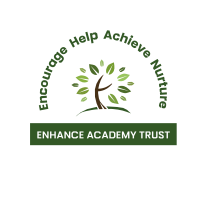 Encourage Help Achieve Nurture
ENHANCE ACADEMY TRUST